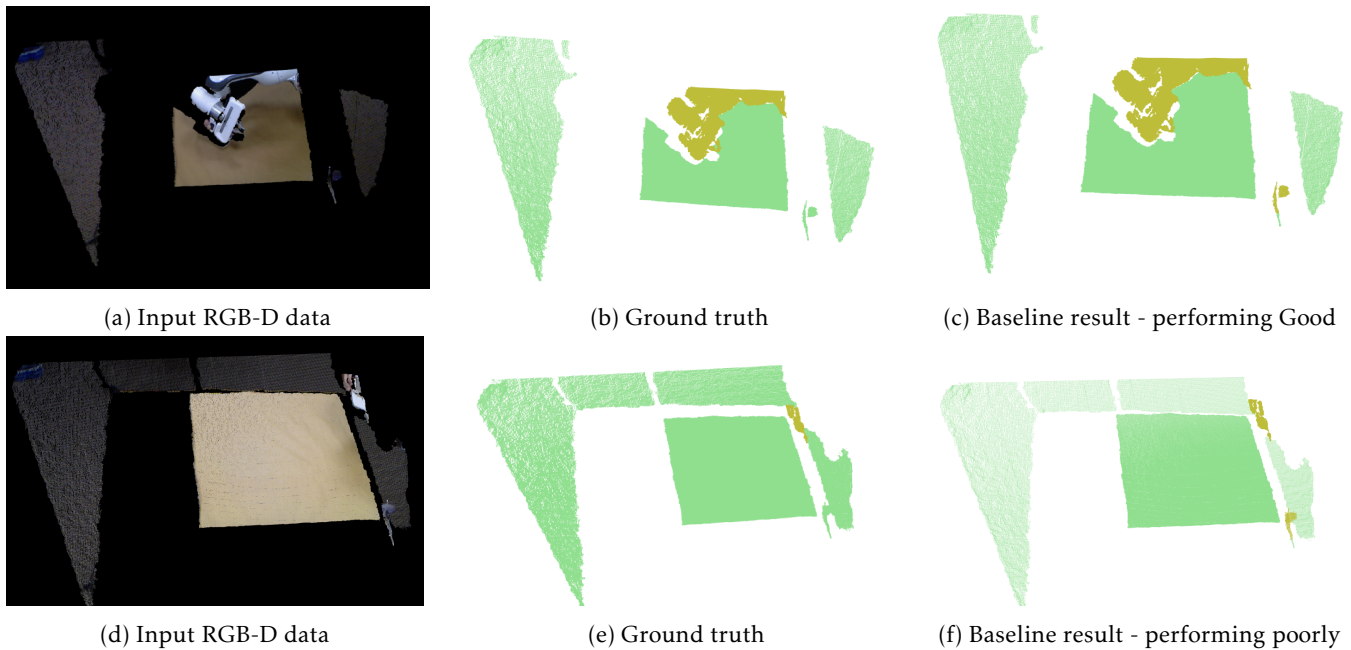 (a) Input RGB-D data
(b) Ground truth
(c) Baseline result - performing Good
(d) Input RGB-D data
(e) Ground truth
(f) Baseline result - performing poorly